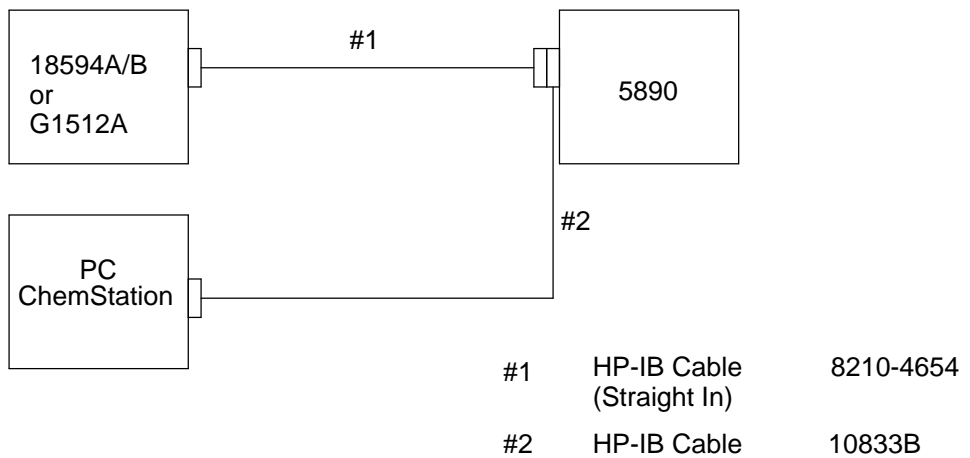 #1
18594A/B
or
G1512A
5890
#2
PC
ChemStation
#1 HP-IB Cable 8210-4654
(Straight In)
#2 HP-IB Cable 10833B